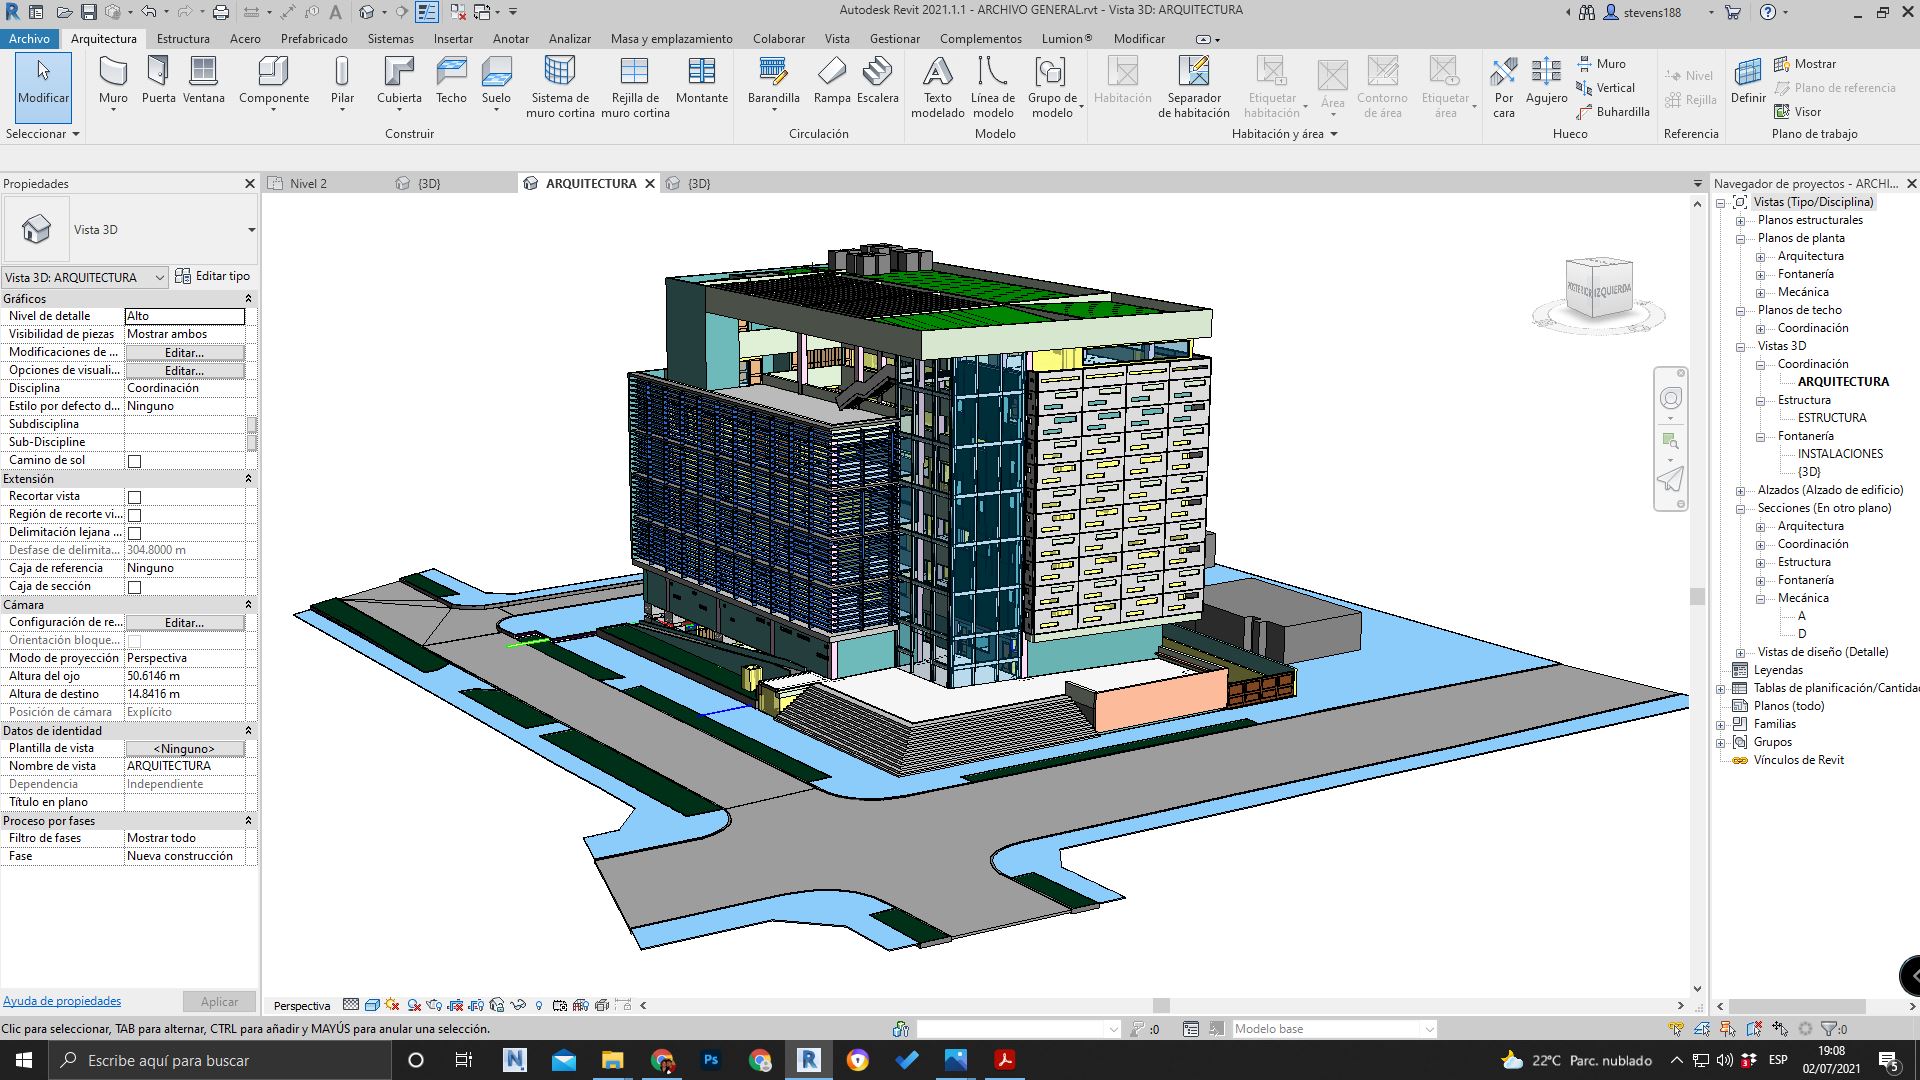 Autodesk Revit 2021.1.1 - ARCHIVO GENERAL.rvt - Vista 3D: ARQUITECTURA
stevens188
Archivo Arquitectura Estructura Acero Prefabricado Sistemas Insertar Anotar Analizar Masa y emplazamiento Colaborar Vista Gestionar Complementos Lumion® Modificar
Modificar
Seleccionar
Muro Puerta Ventana Componente Pilar Cubierta Techo Suelo Sistema de muro cortina Rejilla de muro cortina Montante
Construir
Barandilla Rampa Escalera
Circulación
Texto modelado Línea de modelo Grupo de modelo
Modelo
Habitación Separador de habitación Etiquetar habitación Área Contorno de área Etiquetar área
Habitación y área
Por cara Agujero Muro Vertical Buhardilla
Hueco
Nivel Rejilla
Referencia
Definir Mostrar Plano de referencia Visor
Plano de trabajo
Propiedades
Vista 3D
Vista 3D: ARQUITECTURA Editar tipo
Gráficos
Nivel de detalle Alto
Visibilidad de piezas Mostrar ambos
Modificaciones de ... Editar...
Opciones de visuali... Editar...
Disciplina Coordinación
Estilo por defecto d... Ninguno
Subdisciplina
Sub-Discipline
Camino de sol
Extensión
Recortar vista
Región de recorte vi...
Delimitación lejana ...
Desfase de delimita... 304.8000 m
Caja de referencia Ninguno
Caja de sección
Cámara
Configuración de re... Editar...
Orientación bloque...
Modo de proyección Perspectiva
Altura del ojo 50.6146 m
Altura de destino 14.8416 m
Posición de cámara Explícito
Datos de identidad
Plantilla de vista <Ninguno>
Nombre de vista ARQUITECTURA
Dependencia Independiente
Título en plano
Proceso por fases
Filtro de fases Mostrar todo
Fase Nueva construcción
Ayuda de propiedades Aplicar
Nivel 2 {3D} ARQUITECTURA {3D}
IZQUIERDA
Perspectiva
Navegador de proyectos - ARCHI...
Vistas (Tipo/Disciplina)
Planos estructurales
Planos de planta
Arquitectura
Fontanería
Mecánica
Planos de techo
Coordinación
Vistas 3D
Coordinación
ARQUITECTURA
Estructura
ESTRUCTURA
Fontanería
INSTALACIONES
{3D}
Alzados (Alzado de edificio)
Secciones (En otro plano)
Arquitectura
Coordinación
Estructura
Fontanería
Mecánica
A
D
Vistas de diseño (Detalle)
Leyendas
Tablas de planificación/Cantida
Planos (todo)
Familias
Grupos
Vínculos de Revit
Clic para seleccionar, TAB para alternar, CTRL para añadir y MAYÚS para anular una selección.
:0
Modelo base
:0
Escribe aquí para buscar
Ps
22°C Parc. nublado
ESP
19:08
02/07/2021
5